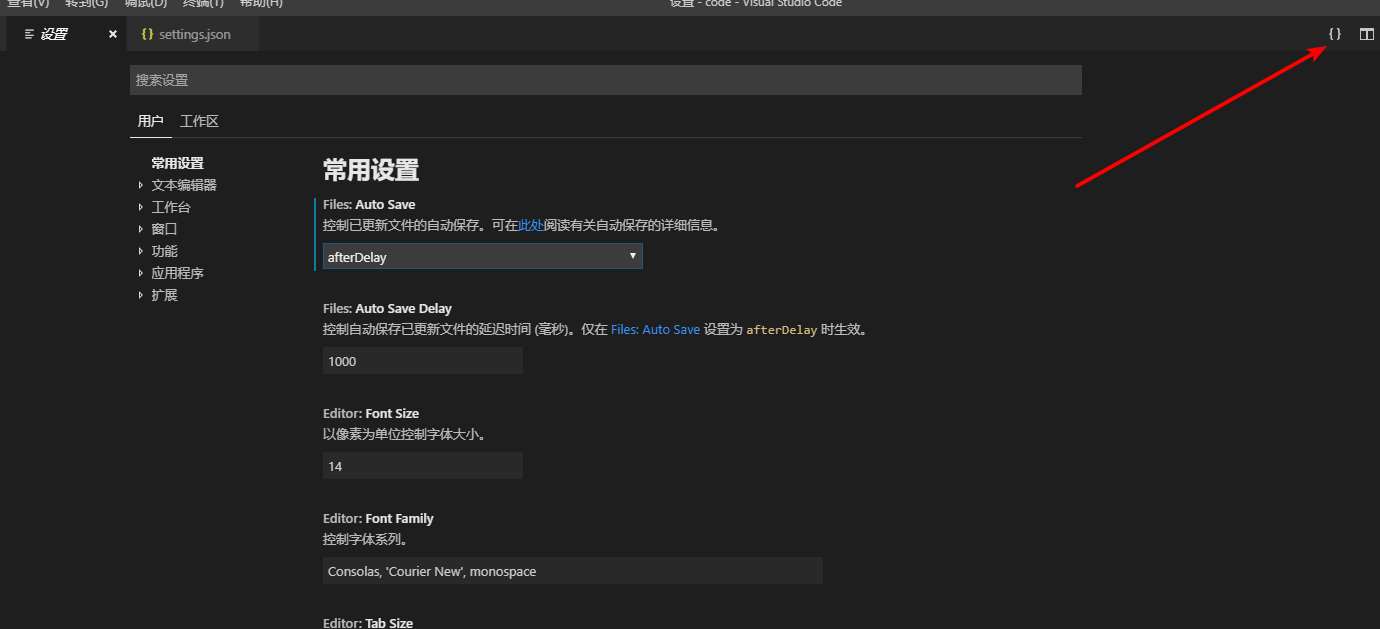 查看(V) 转到(G) 调试(D) 终端(T) 帮助(H) 设置 - code - Visual Studio Code
设置 × {} settings.json {}
搜索设置
用户 工作区
常用设置
文本编辑器
工作台
窗口
功能
应用程序
扩展
常用设置
Files: Auto Save
控制已更新文件的自动保存。可在此处阅读有关自动保存的详细信息。
afterDelay
Files: Auto Save Delay
控制自动保存已更新文件的延迟时间 (毫秒)。仅在 Files: Auto Save 设置为 afterDelay 时生效。
1000
Editor: Font Size
以像素为单位控制字体大小。
14
Editor: Font Family
控制字体系列。
Consolas, 'Courier New', monospace
Editor: Tab Size